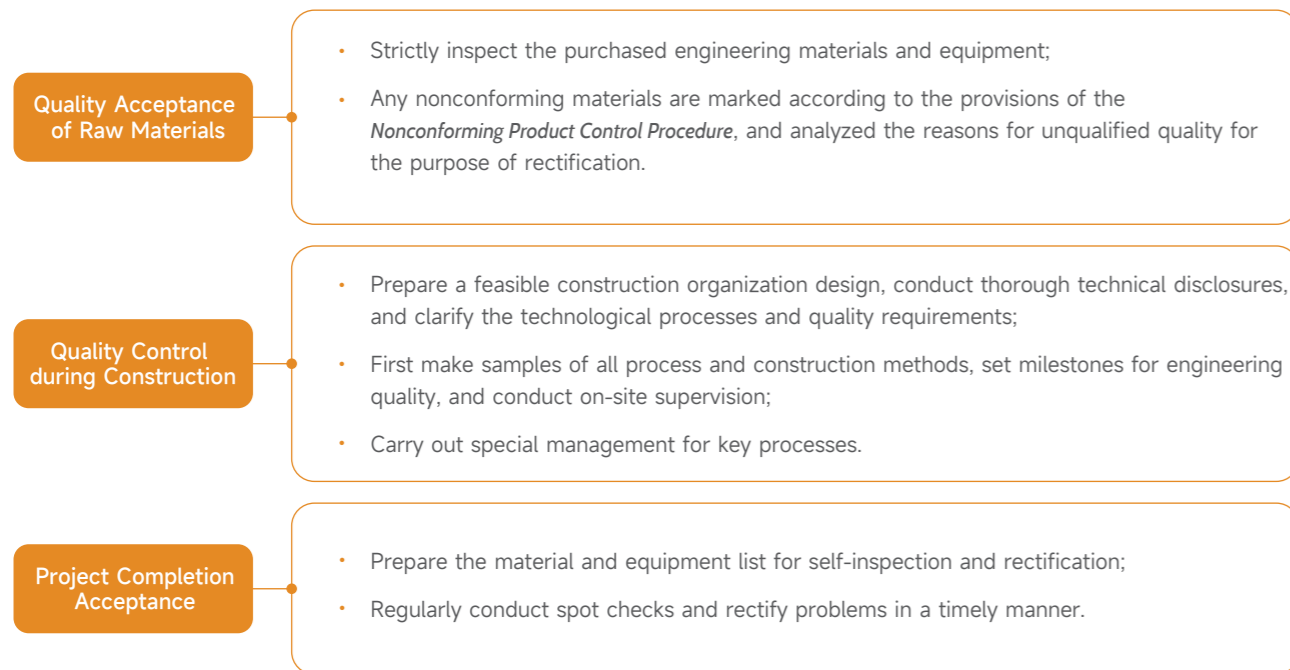 Quality Acceptance
of Raw Materials
• Strictly inspect the purchased engineering materials and equipment;
• Any nonconforming materials are marked according to the provisions of the
Nonconforming Product Control Procedure, and analyzed the reasons for unqualified quality for
the purpose of rectification.
Quality Control
during Construction
• Prepare a feasible construction organization design, conduct thorough technical disclosures,
and clarify the technological processes and quality requirements;
• First make samples of all process and construction methods, set milestones for engineering
quality, and conduct on-site supervision;
• Carry out special management for key processes.
Project Completion
Acceptance
• Prepare the material and equipment list for self-inspection and rectification;
• Regularly conduct spot checks and rectify problems in a timely manner.